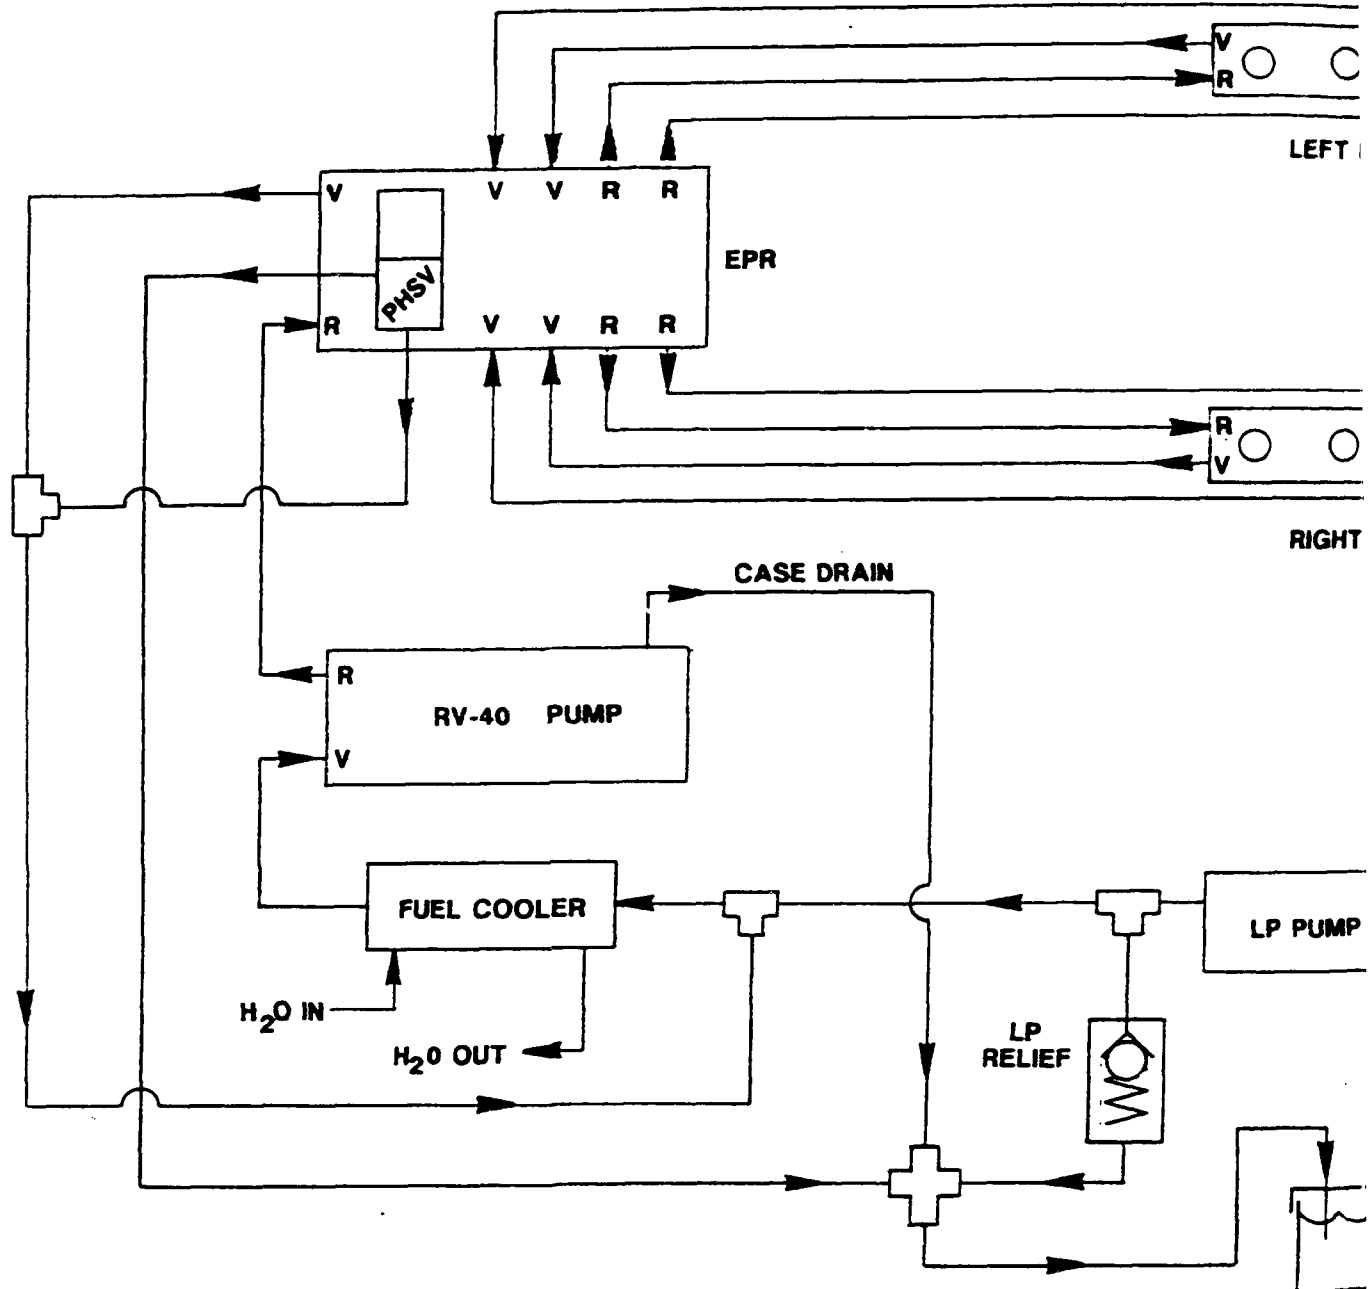 V
R
LEFT
V
V V R R
EPR
PHSV
R
V V R R
R
V
RIGHT
CASE DRAIN
R
RV-40 PUMP
V
FUEL COOLER
LP PUMP
H2O IN
LP
RELIEF
H20 OUT